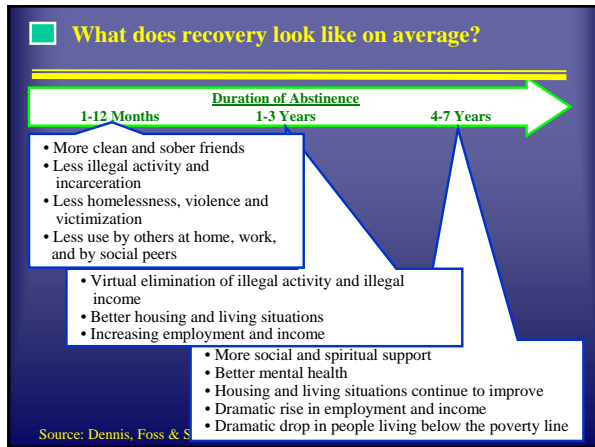 What does recovery look like on average?
Duration of Abstinence
1-12 Months 1-3 Years 4-7 Years
• More clean and sober friends
• Less illegal activity and
incarceration
• Less homelessness, violence and
victimization
• Less use by others at home, work,
and by social peers
• Virtual elimination of illegal activity and illegal
income
• Better housing and living situations
• Increasing employment and income
• More social and spiritual support
• Better mental health
• Housing and living situations continue to improve
• Dramatic rise in employment and income
• Dramatic drop in people living below the poverty line
Source: Dennis, Foss & S